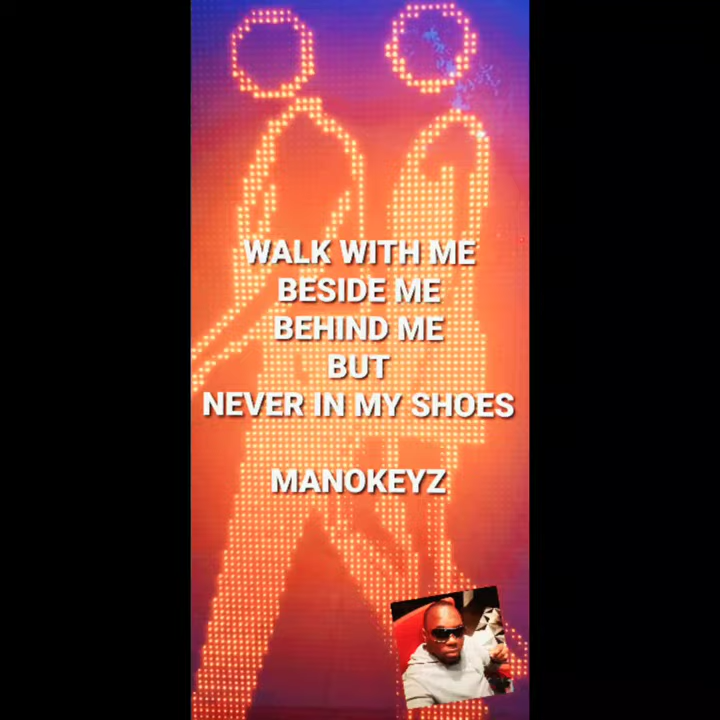 WALK WITH ME
BESIDE ME
BEHIND ME
BUT
NEVER IN MY SHOES
MANOKEYZ